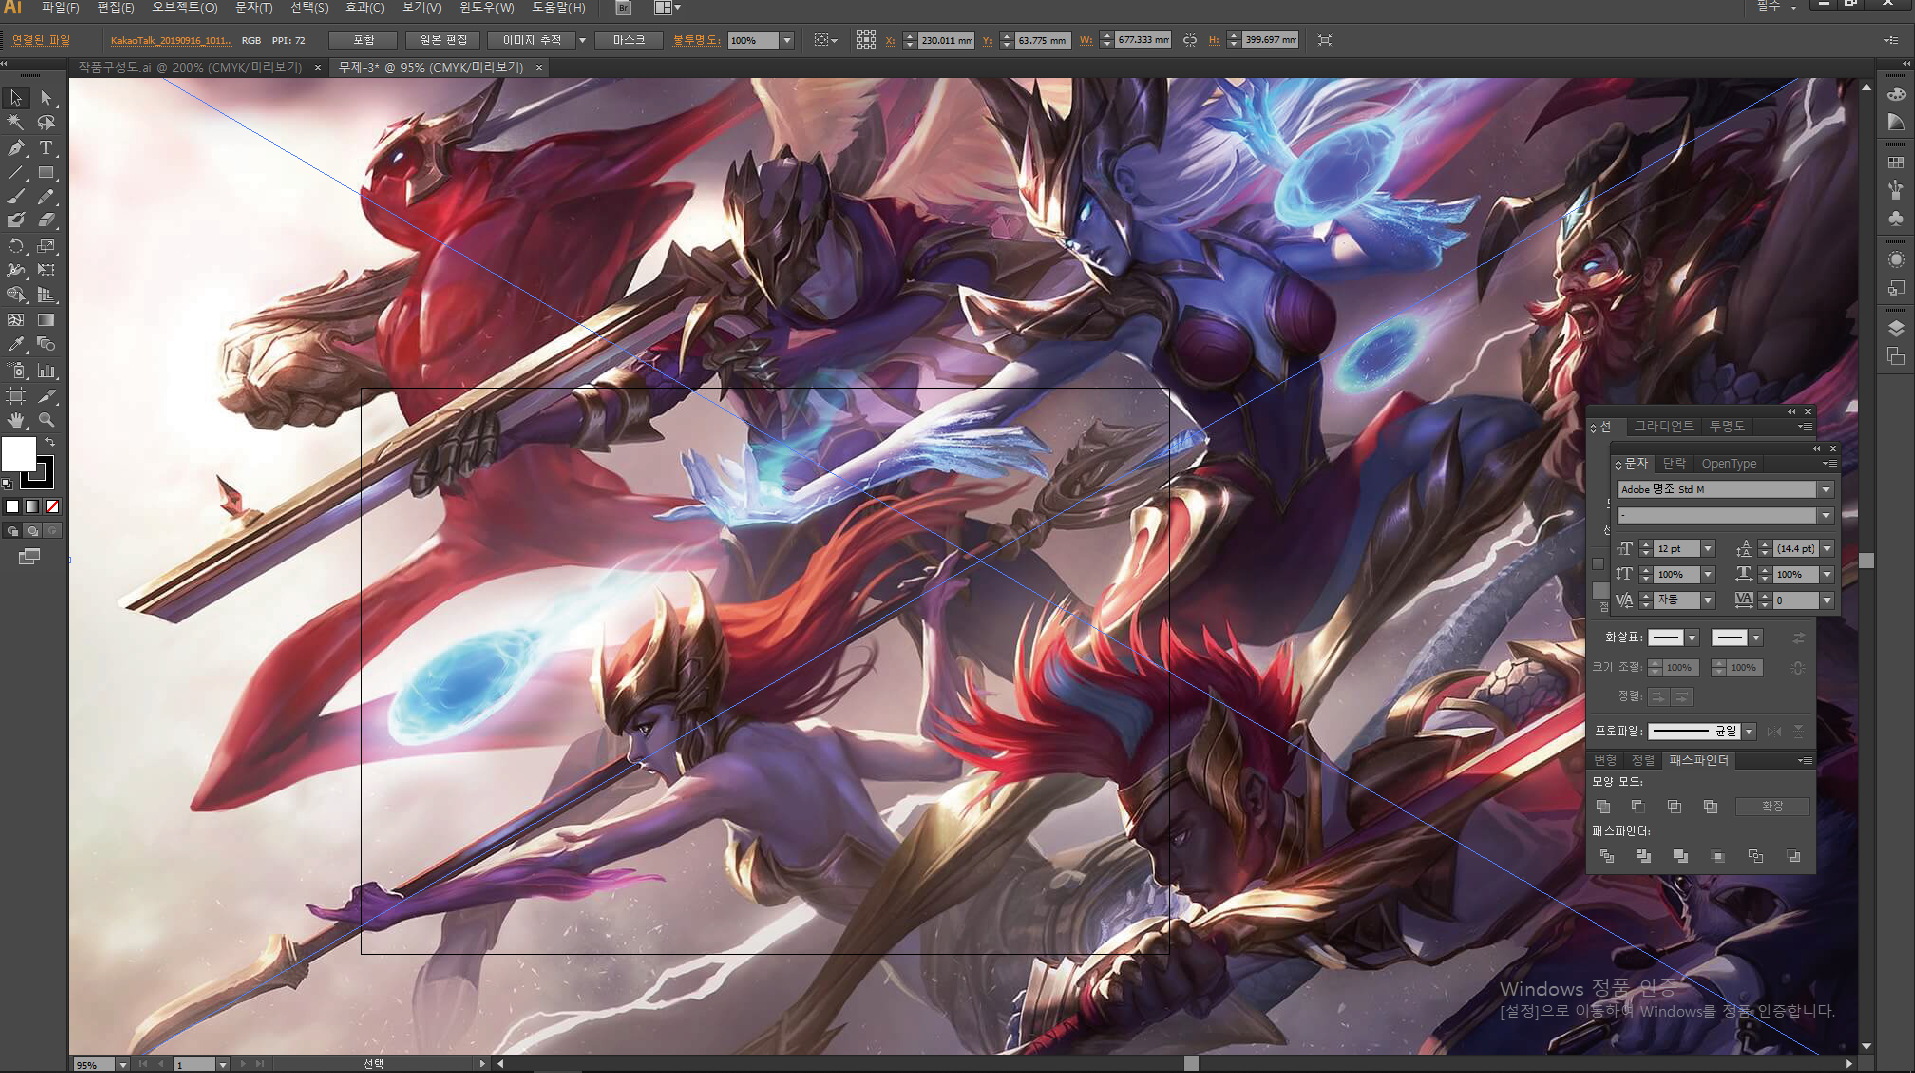 Ai 파일(F) 편집(E) 오브젝트(O) 문자(T) 선택(S) 효과(C) 보기(V) 윈도우(W) 도움말(H) Br 필수
연결된 파일 KakaoTalk_20190916_1011... RGB PPI: 72 포함 원본 편집 이미지 추적 마스크 불투명도: 100% X: 230.011 mm Y: 63.775 mm W: 677.333 mm H: 399.697 mm
작품구성도.ai @ 200% (CMYK/미리보기) × 무제-3* @ 95% (CMYK/미리보기) ×
선 그라디언트 투명도
문자 단락 OpenType
Adobe 명조 Std M
-
12 pt (14.4 pt)
100% 100%
자동 0
점
화살표:
크기 조절: 100% 100%
정렬:
프로파일: 균일
변형 정렬 패스파인더
모양 모드:
확장
패스파인더:
Windows 정품 인증
[설정]으로 이동하여 Windows를 정품 인증합니다.
95% 1 선택